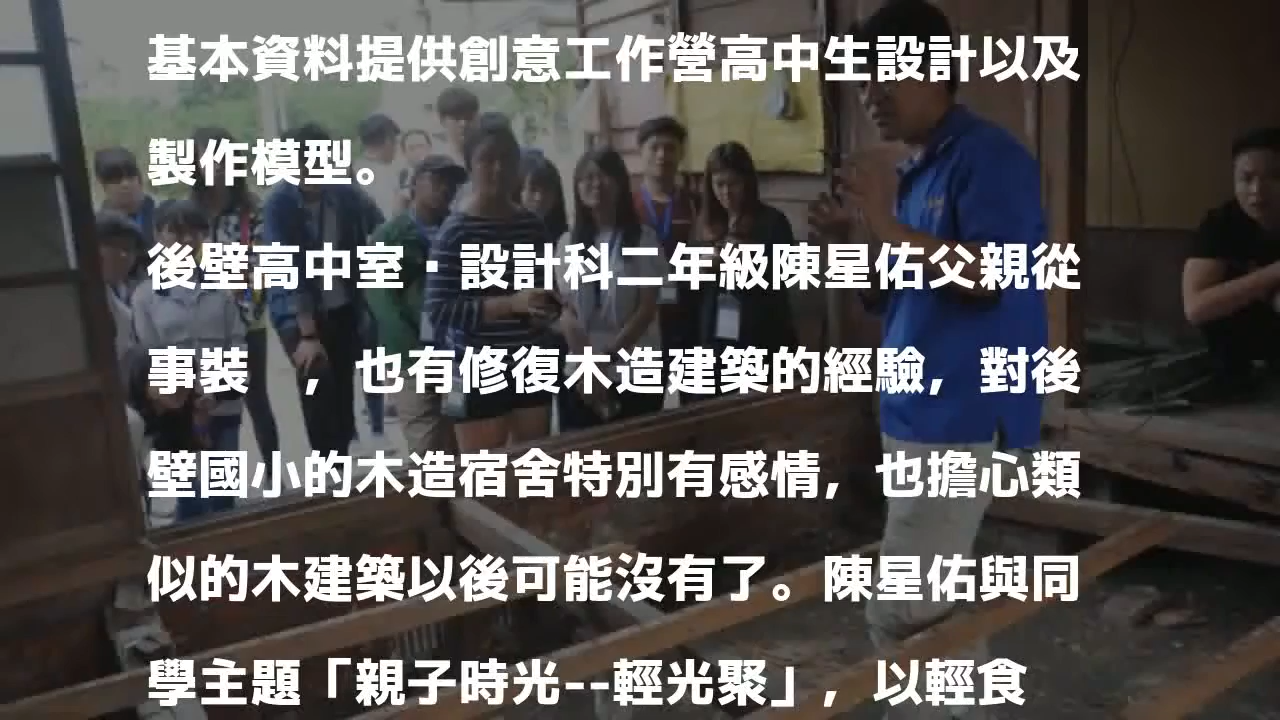 基本資料提供創意工作營高中生設計以及
製作模型。
後壁高中室·設計科二年級陳星佑父親從
事裝　，也有修復木造建築的經驗，對後
壁國小的木造宿舍特別有感情，也擔心類
似的木建築以後可能沒有了。陳星佑與同
學主題「親子時光--輕光聚」，以輕食